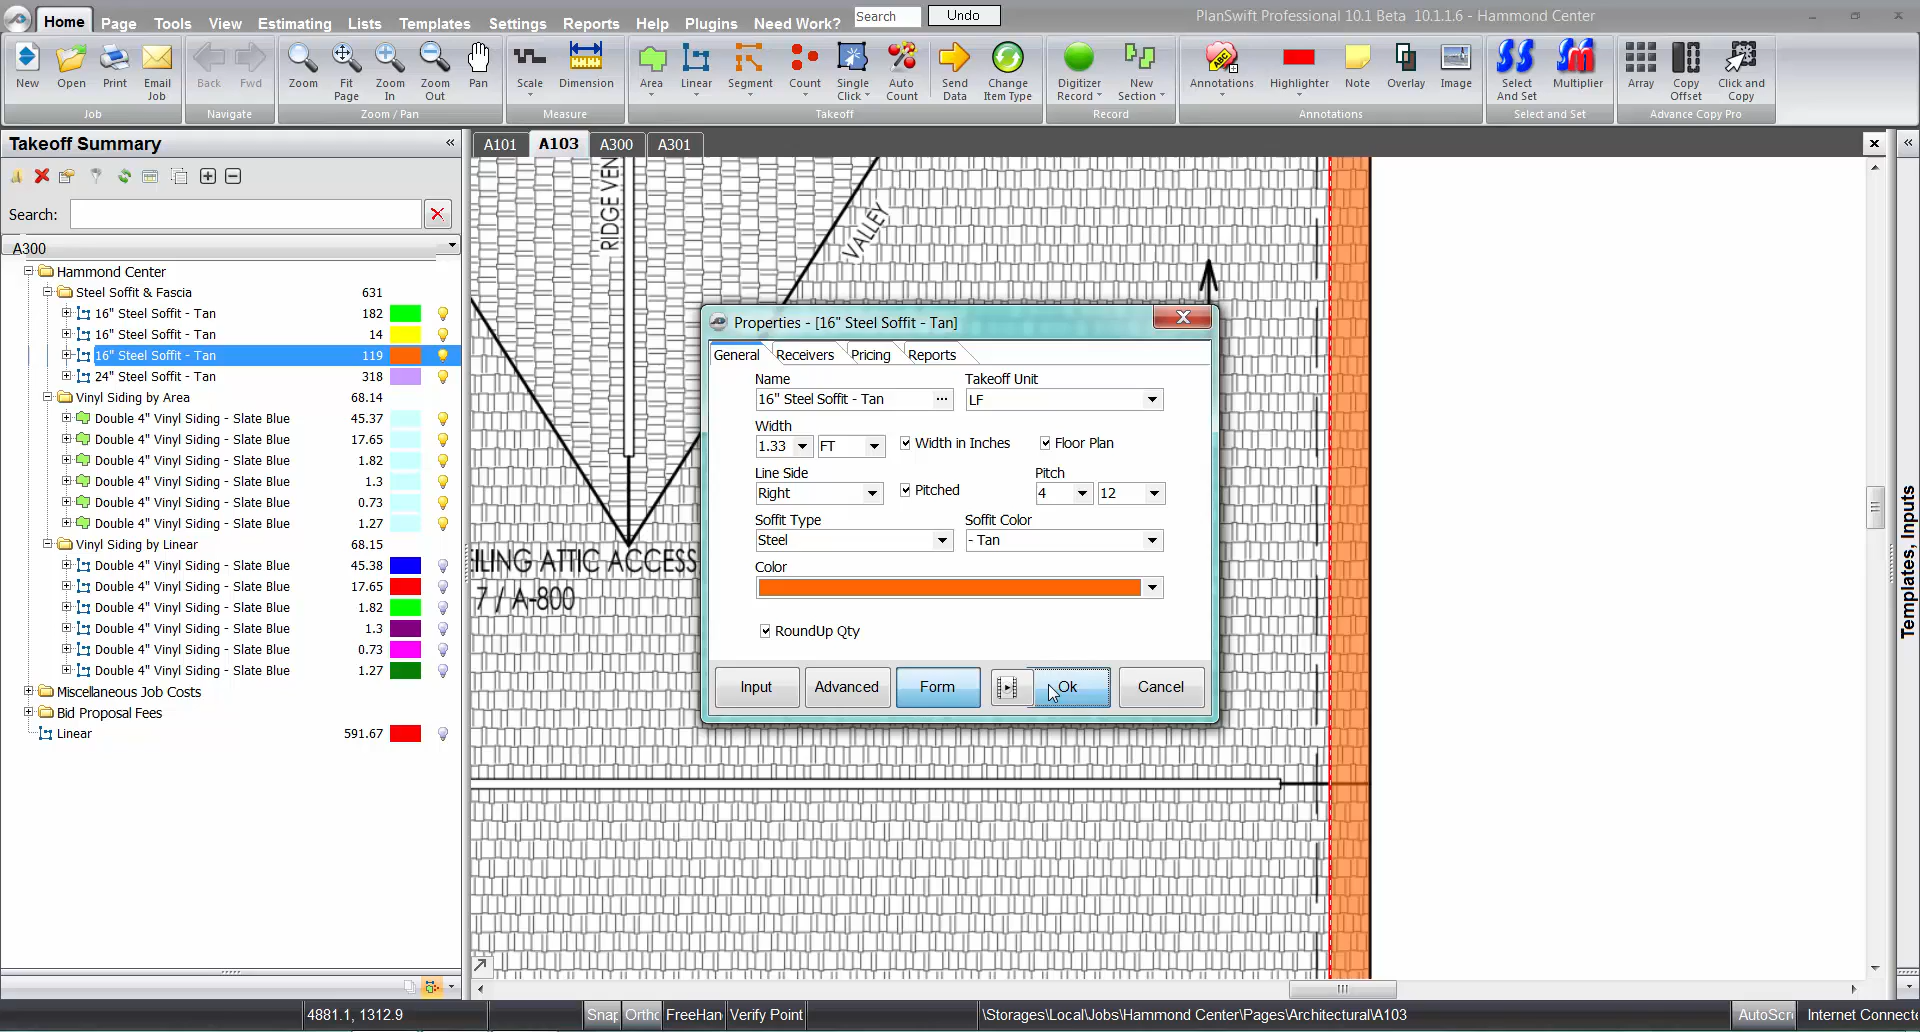 Home Page Tools View Estimating Lists Templates Settings Reports Help Plugins Need Work? Search Undo PlanSwift Professional 10.1 Beta 10.1.1.6 - Hammond Center
New Open Print Email Job Back Fwd Zoom Fit Page Zoom In Zoom Out Pan Scale Dimension Area Linear Segment Count Single Click Auto Count Send Data Change Item Type Digitizer Record New Section Annotations Highlighter Note Overlay Image Select And Set Multiplier Array Copy Offset Click and Copy
Job Navigate Zoom / Pan Measure Takeoff Record Annotations Select and Set Advance Copy Pro
Takeoff Summary
A101 A103 A300 A301
Search:
A300
Hammond Center
Steel Soffit & Fascia 631
16" Steel Soffit - Tan 182
16" Steel Soffit - Tan 14
16" Steel Soffit - Tan 119
24" Steel Soffit - Tan 318
Vinyl Siding by Area 68.14
Double 4" Vinyl Siding - Slate Blue 45.37
Double 4" Vinyl Siding - Slate Blue 17.65
Double 4" Vinyl Siding - Slate Blue 1.82
Double 4" Vinyl Siding - Slate Blue 1.3
Double 4" Vinyl Siding - Slate Blue 0.73
Double 4" Vinyl Siding - Slate Blue 1.27
Vinyl Siding by Linear 68.15
Double 4" Vinyl Siding - Slate Blue 45.38
Double 4" Vinyl Siding - Slate Blue 17.65
Double 4" Vinyl Siding - Slate Blue 1.82
Double 4" Vinyl Siding - Slate Blue 1.3
Double 4" Vinyl Siding - Slate Blue 0.73
Double 4" Vinyl Siding - Slate Blue 1.27
Miscellaneous Job Costs
Bid Proposal Fees
Linear 591.67
RIDGE VEN
VALLEY
EILING ATTIC ACCESS
7 / A-800
Properties - [16" Steel Soffit - Tan]
General Receivers Pricing Reports
Name Takeoff Unit
16" Steel Soffit - Tan ... LF
Width
1.33 FT Width in Inches Floor Plan
Line Side Pitch
Right Pitched 4 12
Soffit Type Soffit Color
Steel - Tan
Color
RoundUp Qty
Input Advanced Form Ok Cancel
Templates, Inputs
4881.1, 1312.9 Snap Ortho FreeHan Verify Point \Storages\Local\Jobs\Hammond Center\Pages\Architectural\A103 AutoScr Internet Connecte